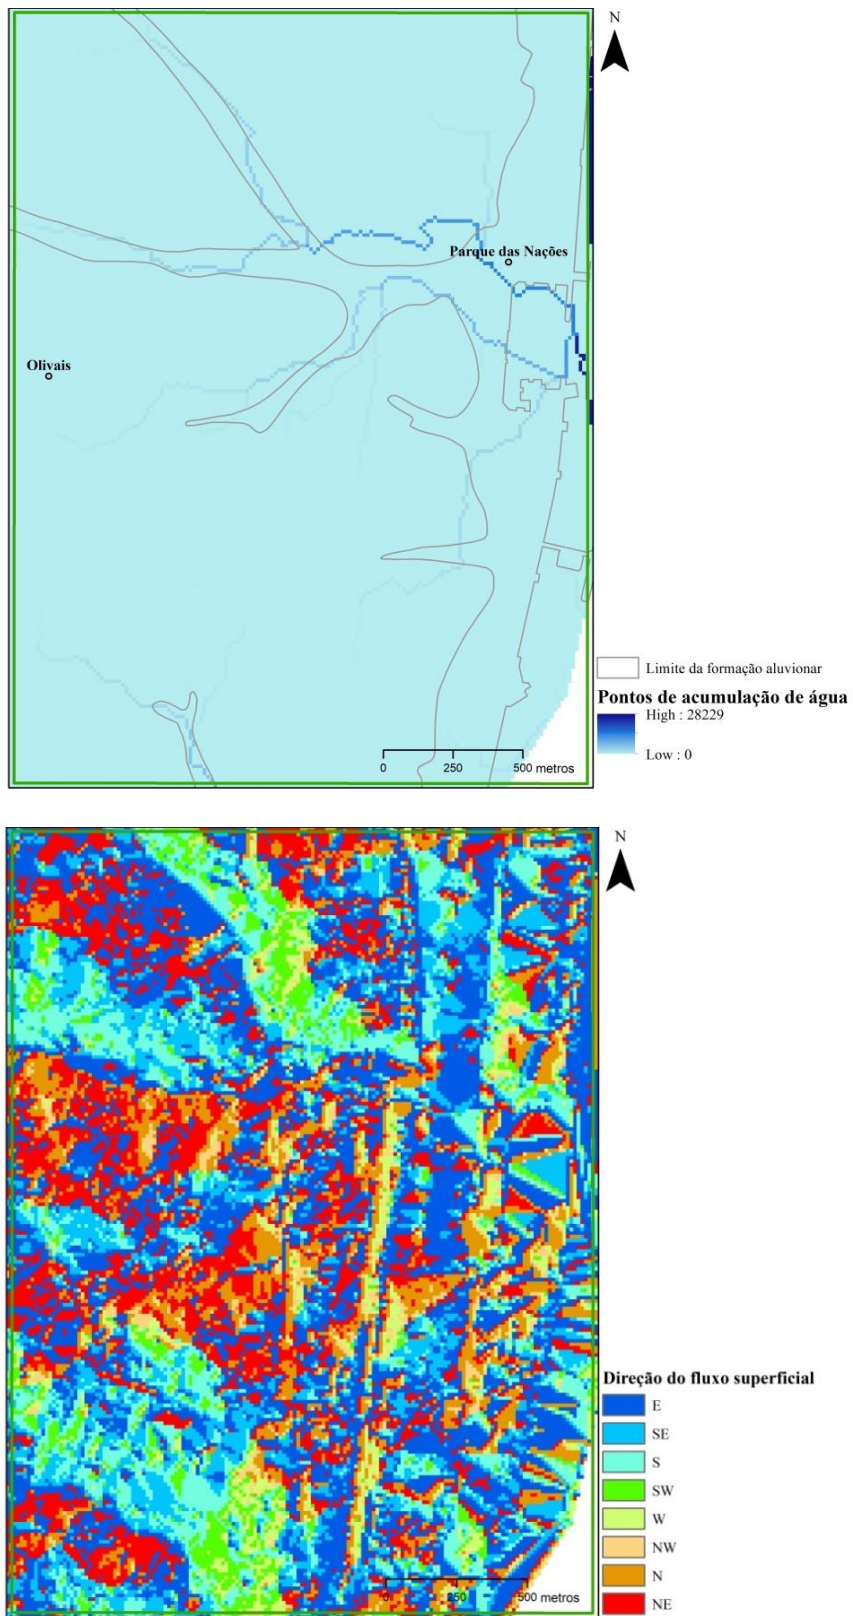 N
Parque das Nações
Olivais
0 250 500 metros
Limite da formação aluvionar
Pontos de acumulação de água
High : 28229
Low : 0
N
0 250 500 metros
Direção do fluxo superficial
E
SE
S
SW
W
NW
N
NE